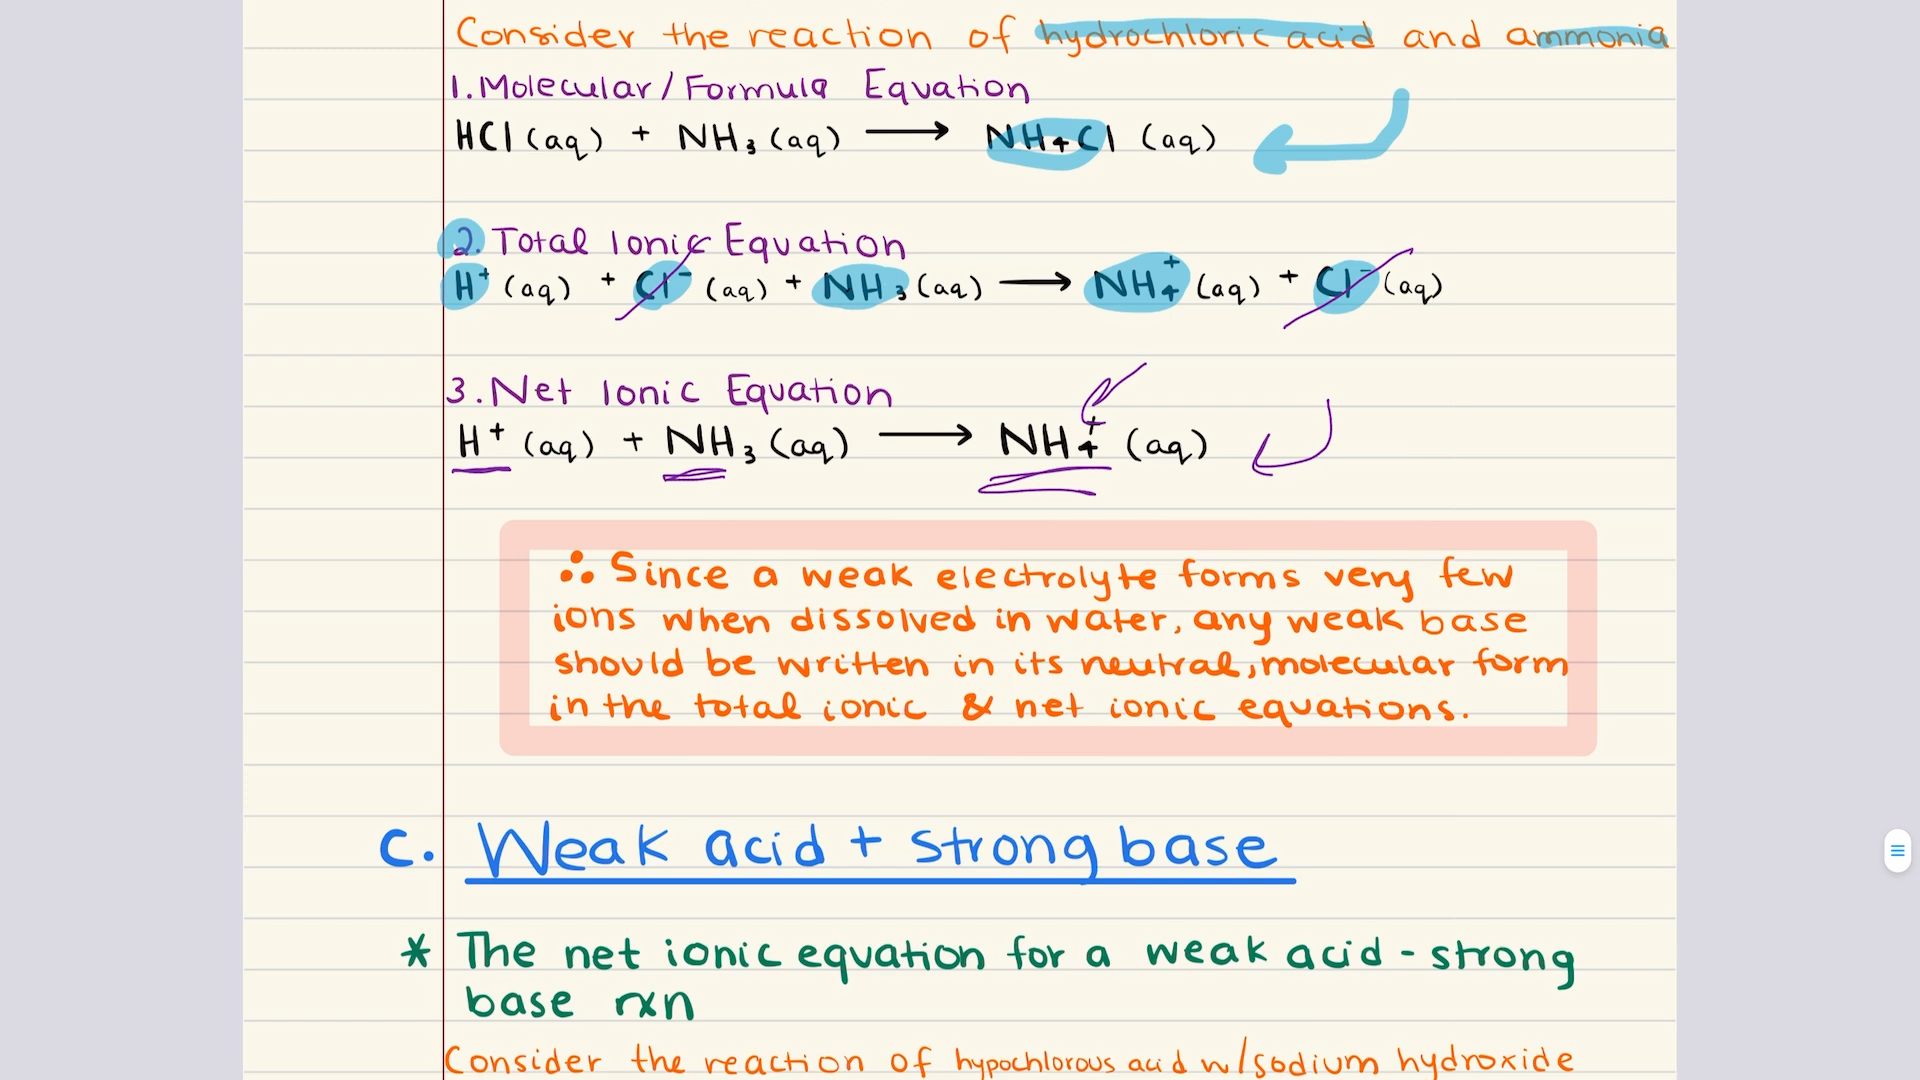 Consider the reaction of hydrochloric acid and ammonia
1. Molecular/Formula Equation
HCl (aq) + NH₃ (aq) ⟶ NH₄Cl (aq)
2. Total Ionic Equation
H⁺ (aq) + Cl⁻ (aq) + NH₃ (aq) ⟶ NH₄⁺ (aq) + Cl⁻ (aq)
3. Net Ionic Equation
H⁺ (aq) + NH₃ (aq) ⟶ NH₄⁺ (aq)
∴ Since a weak electrolyte forms very few
ions when dissolved in water, any weak base
should be written in its neutral, molecular form
in the total ionic & net ionic equations.
C. Weak acid + strong base
* The net ionic equation for a weak acid - strong
base rxn
Consider the reaction of hypochlorous acid w/sodium hydroxide